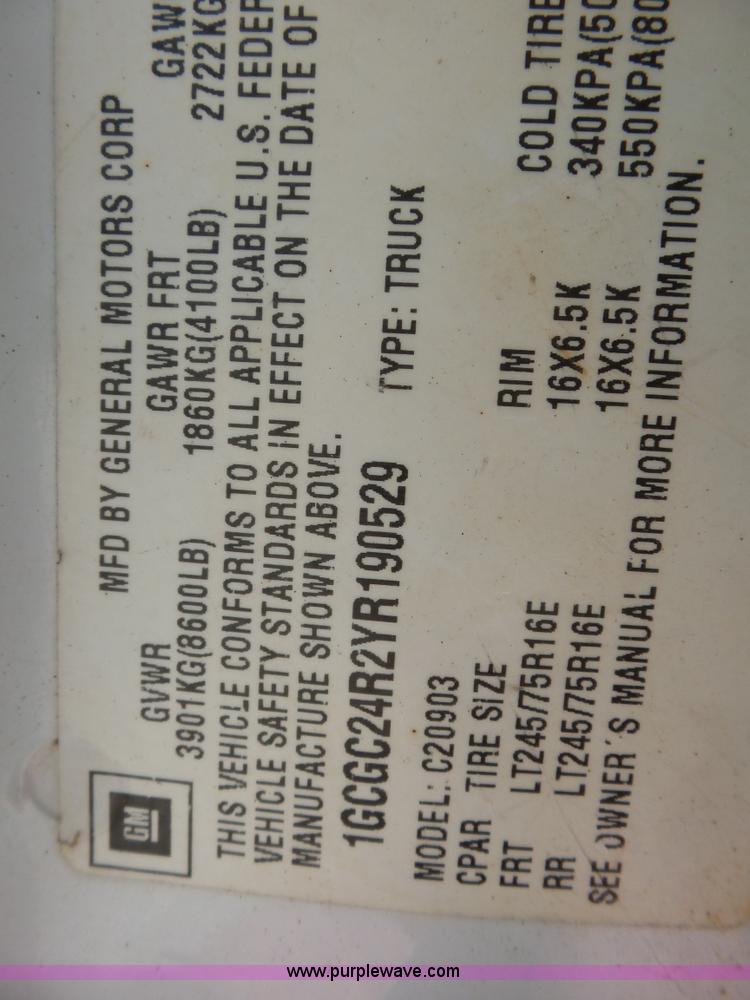 MFD BY GENERAL MOTORS CORP
GVWR GAWR FRT GAW
3901KG(8600LB) 1860KG(4100LB) 2722KG
THIS VEHICLE CONFORMS TO ALL APPLICABLE U.S. FEDER
VEHICLE SAFETY STANDARDS IN EFFECT ON THE DATE OF
MANUFACTURE SHOWN ABOVE.
1GCGC24R2YR190529 TYPE: TRUCK
MODEL: C20903
CPAR TIRE SIZE RIM COLD TIRE
FRT LT245/75R16E 16X6.5K 340KPA(50
RR LT245/75R16E 16X6.5K 550KPA(80
SEE OWNER'S MANUAL FOR MORE INFORMATION.
GM
www.purplewave.com